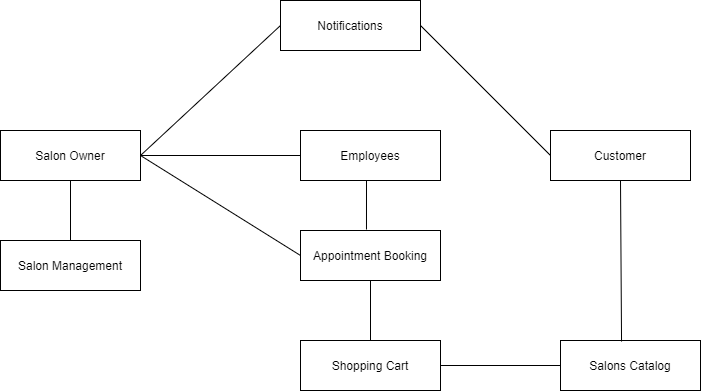 Notifications
Salon Owner
Employees
Customer
Salon Management
Appointment Booking
Shopping Cart
Salons Catalog